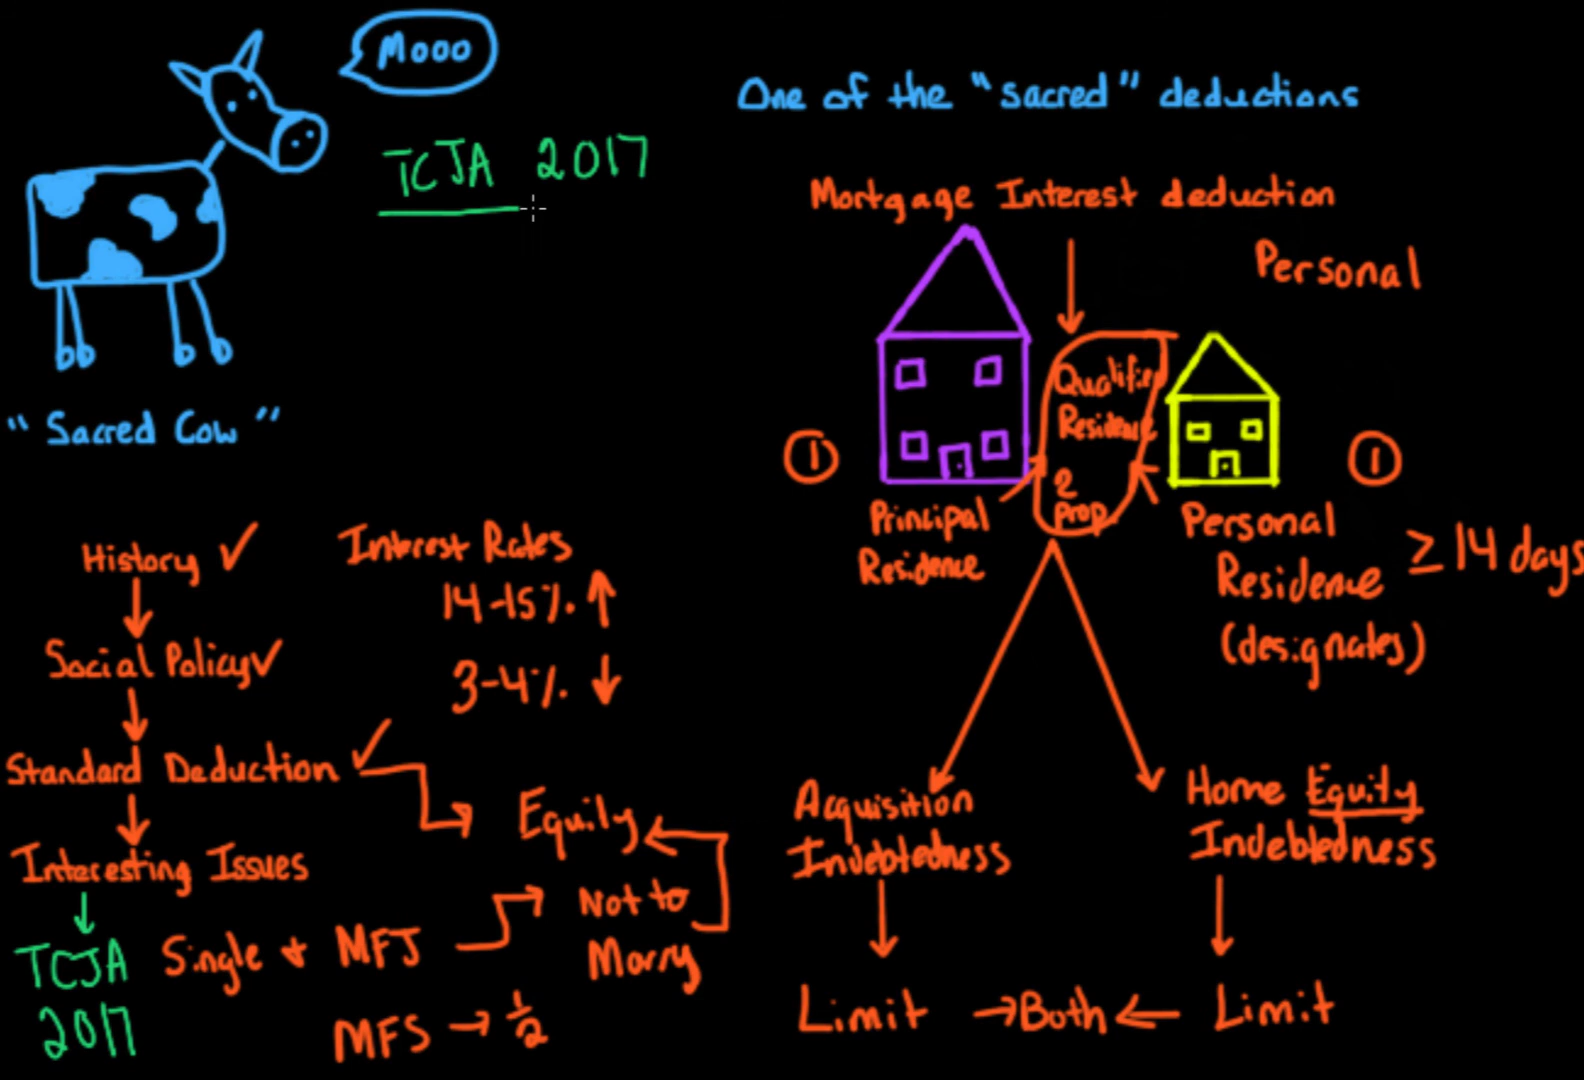 Mooo
TCJA 2017
"Sacred Cow"
One of the "sacred" deductions
Mortgage Interest deduction
Personal
Qualified
Residence
2
Prop.
1
1
Principal
Residence
Personal
Residence
(designates)
≥ 14 days
History ✓
Social Policy ✓
Standard Deduction ✓
Interesting Issues
TCJA
2017
Interest Rates
14-15%. ↑
3-4%. ↓
Equity
Not to
Marry
Single + MFJ
MFS → 1/2
Acquisition
Indebtedness
Home Equity
Indebtedness
Limit → Both ← Limit